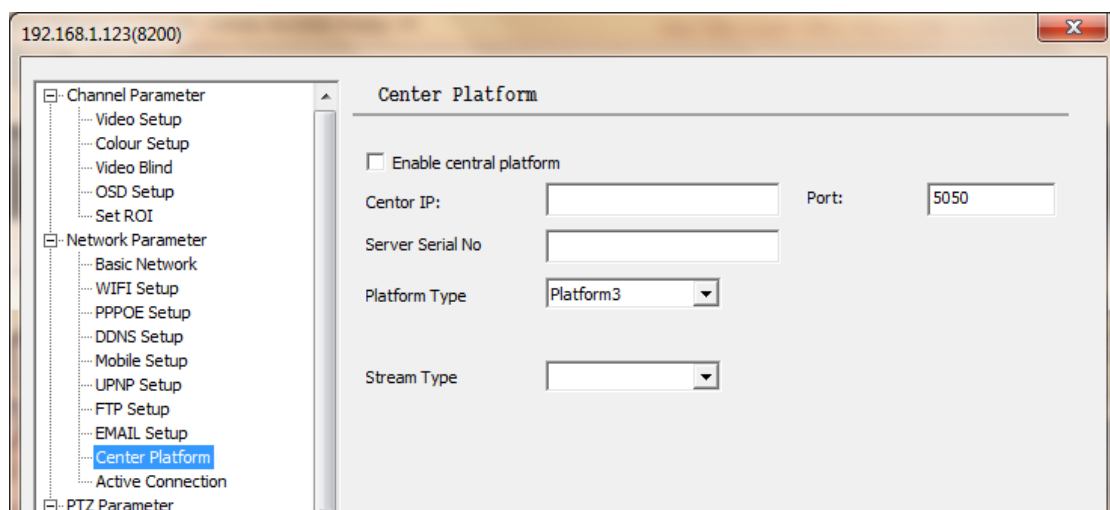 192.168.1.123(8200)
X
Channel Parameter
Video Setup
Colour Setup
Video Blind
OSD Setup
Set ROI
Network Parameter
Basic Network
WIFI Setup
PPPOE Setup
DDNS Setup
Mobile Setup
UPNP Setup
FTP Setup
EMAIL Setup
Center Platform
Active Connection
PTZ Parameter
Center Platform
Enable central platform
Centor IP:
Port: 5050
Server Serial No
Platform Type Platform3
Stream Type